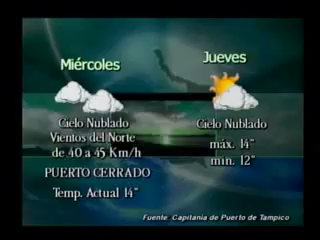 Miércoles
Cielo Nublado
Vientos del Norte
de 40 a 45 Km/h
PUERTO CERRADO
Temp. Actual 14°
Jueves
Cielo Nublado
máx. 14°
mín. 12°
Fuente: Capitanía de Puerto de Tampico